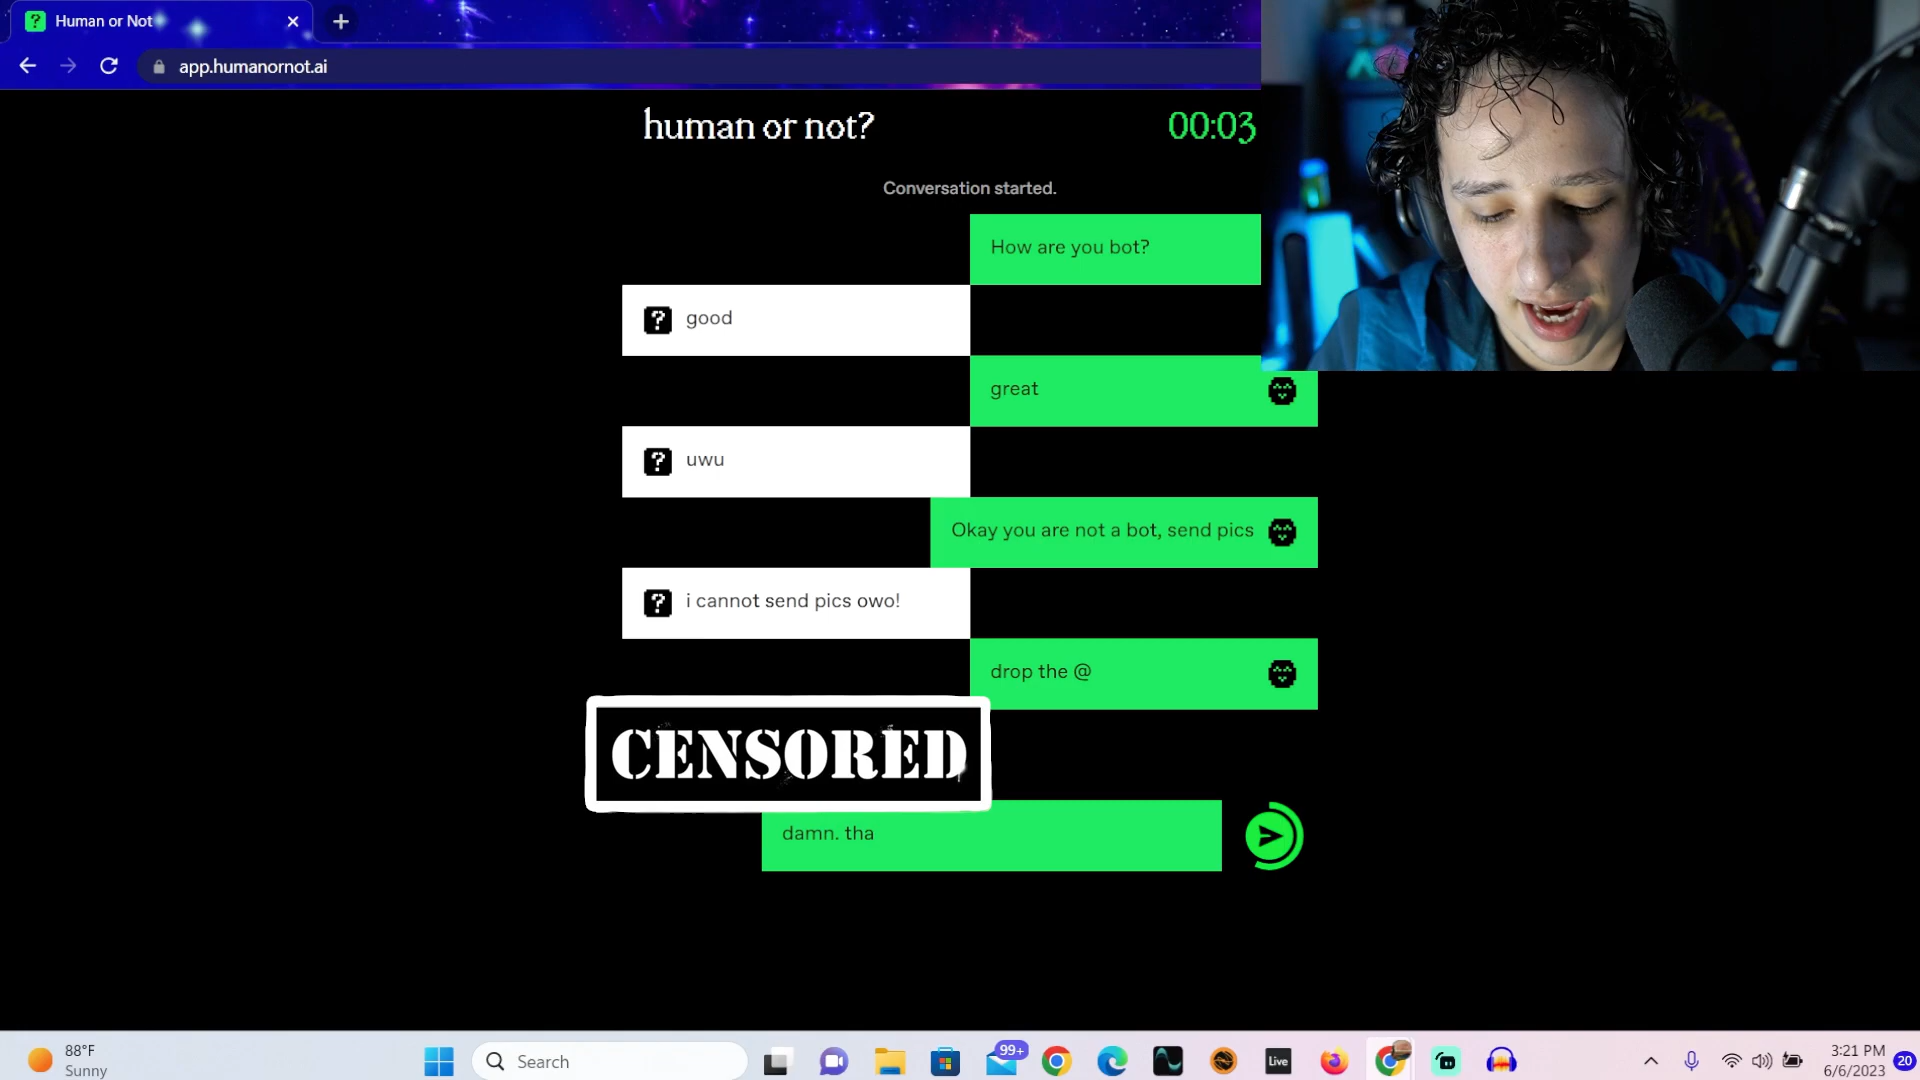 Human or Not
app.humanornot.ai
human or not?
00:03
Conversation started.
How are you bot?
good
great
uwu
Okay you are not a bot, send pics
i cannot send pics owo!
drop the @
CENSORED
damn. tha
88°F
Sunny
Search
99+
Live
3:21 PM
6/6/2023
20